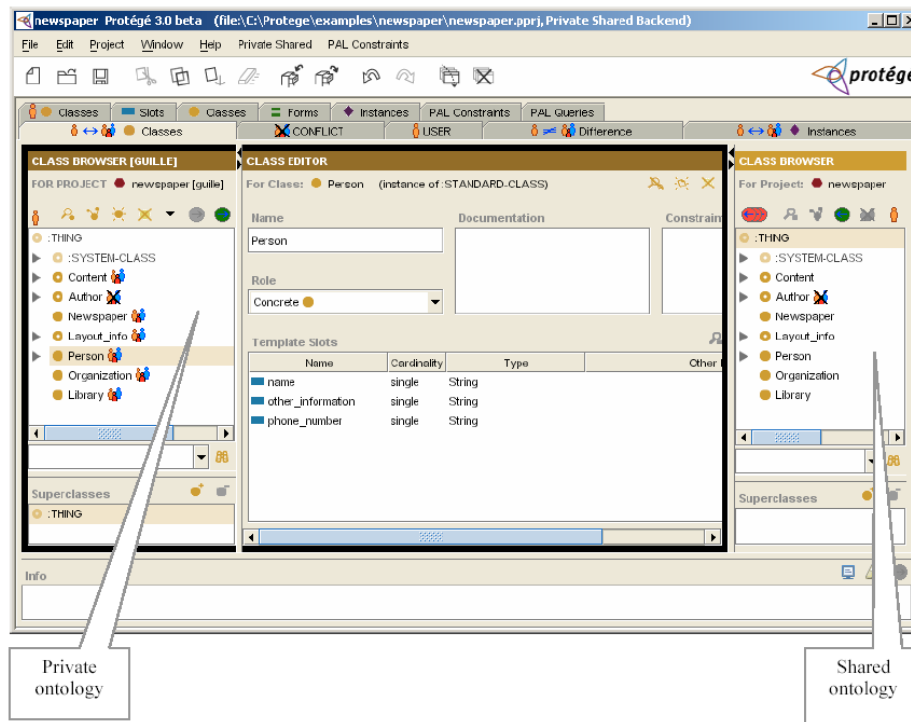 newspaper Protégé 3.0 beta (file:\C:\Protege\examples\newspaper\newspaper.pprj, Private Shared Backend)
File Edit Project Window Help Private Shared PAL Constraints
protégé
Classes Slots Classes Forms Instances PAL Constraints PAL Queries
Classes CONFLICT USER Difference Instances
CLASS BROWSER [GUILLE]
FOR PROJECT newspaper [guille]
:THING
:SYSTEM-CLASS
Content
Author
Newspaper
Layout_info
Person
Organization
Library
Superclasses
:THING
CLASS EDITOR
For Class: Person (instance of :STANDARD-CLASS)
Name Documentation Constrain
Person
Role
Concrete
Template Slots
Name Cardinality Type Other
name single String
other_information single String
phone_number single String
CLASS BROWSER
For Project: newspaper
:THING
:SYSTEM-CLASS
Content
Author
Newspaper
Layout_info
Person
Organization
Library
Superclasses
Info
Private
ontology
Shared
ontology